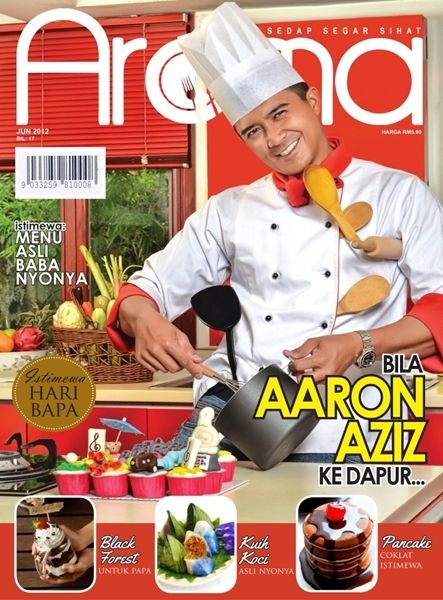 Aroma
SEDAP SEGAR SIHAT
JUN 2012
BIL: 17
HARGA RM5.90
9 033259 810008
istimewa:
MENU
ASLI
BABA
NYONYA
Istimewa
HARI
BAPA
BILA
AARON
AZIZ
KE DAPUR...
Black
Forest
UNTUK PAPA
Kuih
Koci
ASLI NYONYA
Pancake
COKLAT
ISTIMEWA